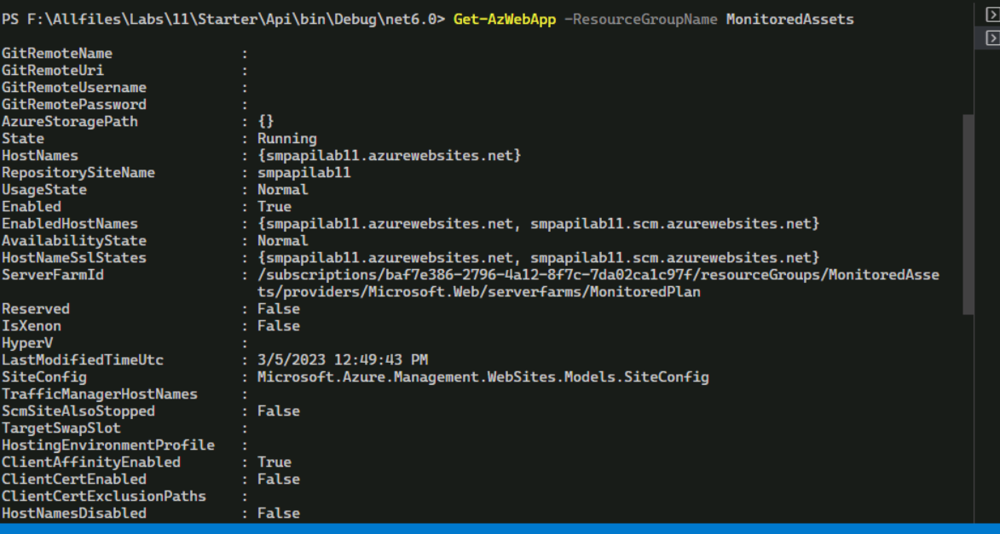 PS F:\Allfiles\Labs\11\Starter\Api\bin\Debug\net6.0> Get-AzWebApp -ResourceGroupName MonitoredAssets
GitRemoteName :
GitRemoteUri :
GitRemoteUsername :
GitRemotePassword :
AzureStoragePath : {}
State : Running
HostNames : {smpapilab11.azurewebsites.net}
RepositorySiteName : smpapilab11
UsageState : Normal
Enabled : True
EnabledHostNames : {smpapilab11.azurewebsites.net, smpapilab11.scm.azurewebsites.net}
AvailabilityState : Normal
HostNameSslStates : {smpapilab11.azurewebsites.net, smpapilab11.scm.azurewebsites.net}
ServerFarmId : /subscriptions/baf7e386-2796-4a12-8f7c-7da02ca1c97f/resourceGroups/MonitoredAsse
ts/providers/Microsoft.Web/serverfarms/MonitoredPlan
Reserved : False
IsXenon : False
HyperV :
LastModifiedTimeUtc : 3/5/2023 12:49:43 PM
SiteConfig : Microsoft.Azure.Management.WebSites.Models.SiteConfig
TrafficManagerHostNames :
ScmSiteAlsoStopped : False
TargetSwapSlot :
HostingEnvironmentProfile :
ClientAffinityEnabled : True
ClientCertEnabled : False
ClientCertExclusionPaths :
HostNamesDisabled : False